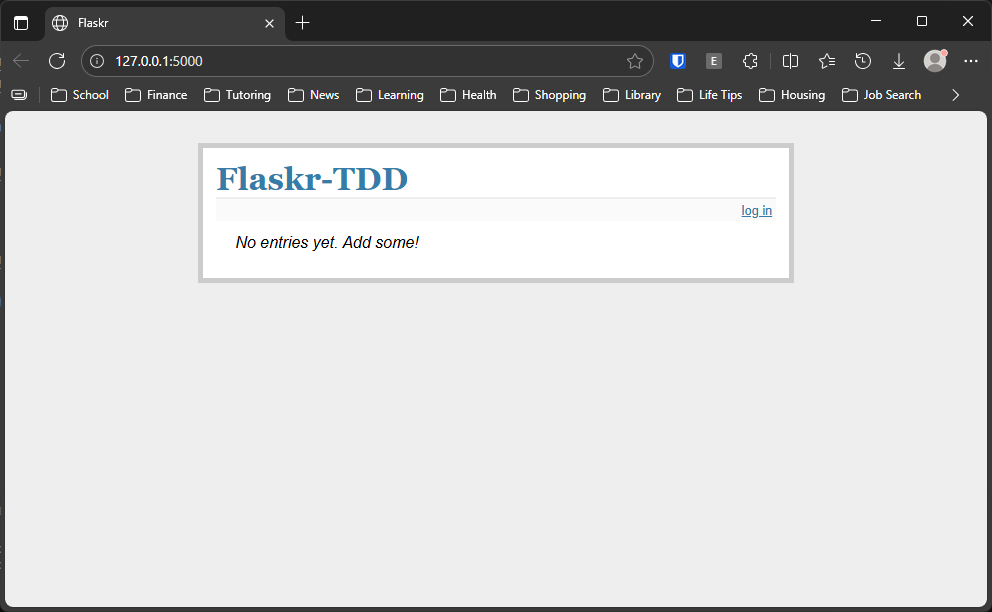 Flaskr
127.0.0.1:5000
E
School Finance Tutoring News Learning Health Shopping Library Life Tips Housing Job Search
Flaskr-TDD
log in
No entries yet. Add some!